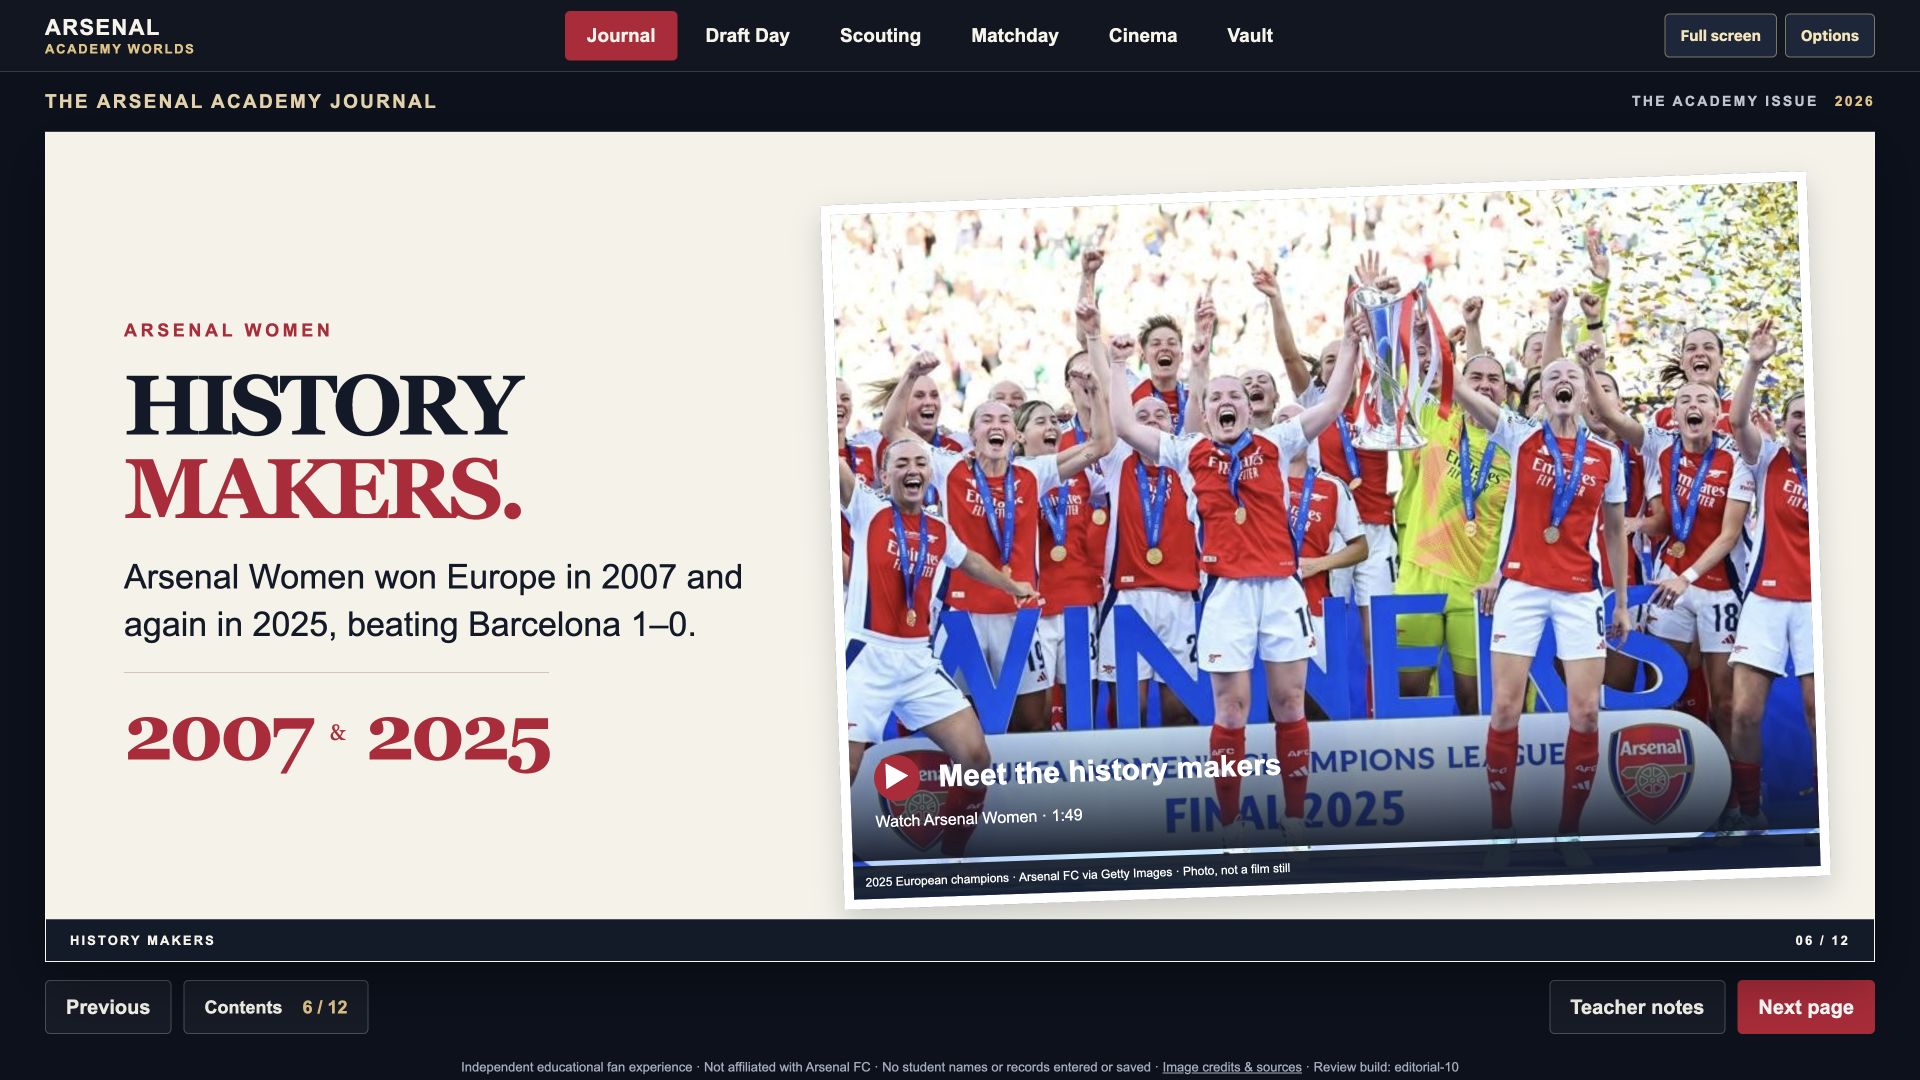 ARSENAL
ACADEMY WORLDS
Journal
Draft Day
Scouting
Matchday
Cinema
Vault
Full screen
Options
THE ARSENAL ACADEMY JOURNAL
THE ACADEMY ISSUE 2026
ARSENAL WOMEN
HISTORY
MAKERS.
Arsenal Women won Europe in 2007 and
again in 2025, beating Barcelona 1–0.
2007 & 2025
WINNERS
Arsenal
Meet the history makers
FINAL 2025
Watch Arsenal Women · 1:49
2025 European champions · Arsenal FC via Getty Images · Photo, not a film still
HISTORY MAKERS
06 / 12
Previous
Contents 6 / 12
Teacher notes
Next page
Independent educational fan experience · Not affiliated with Arsenal FC · No student names or records entered or saved · Image credits & sources · Review build: editorial-10